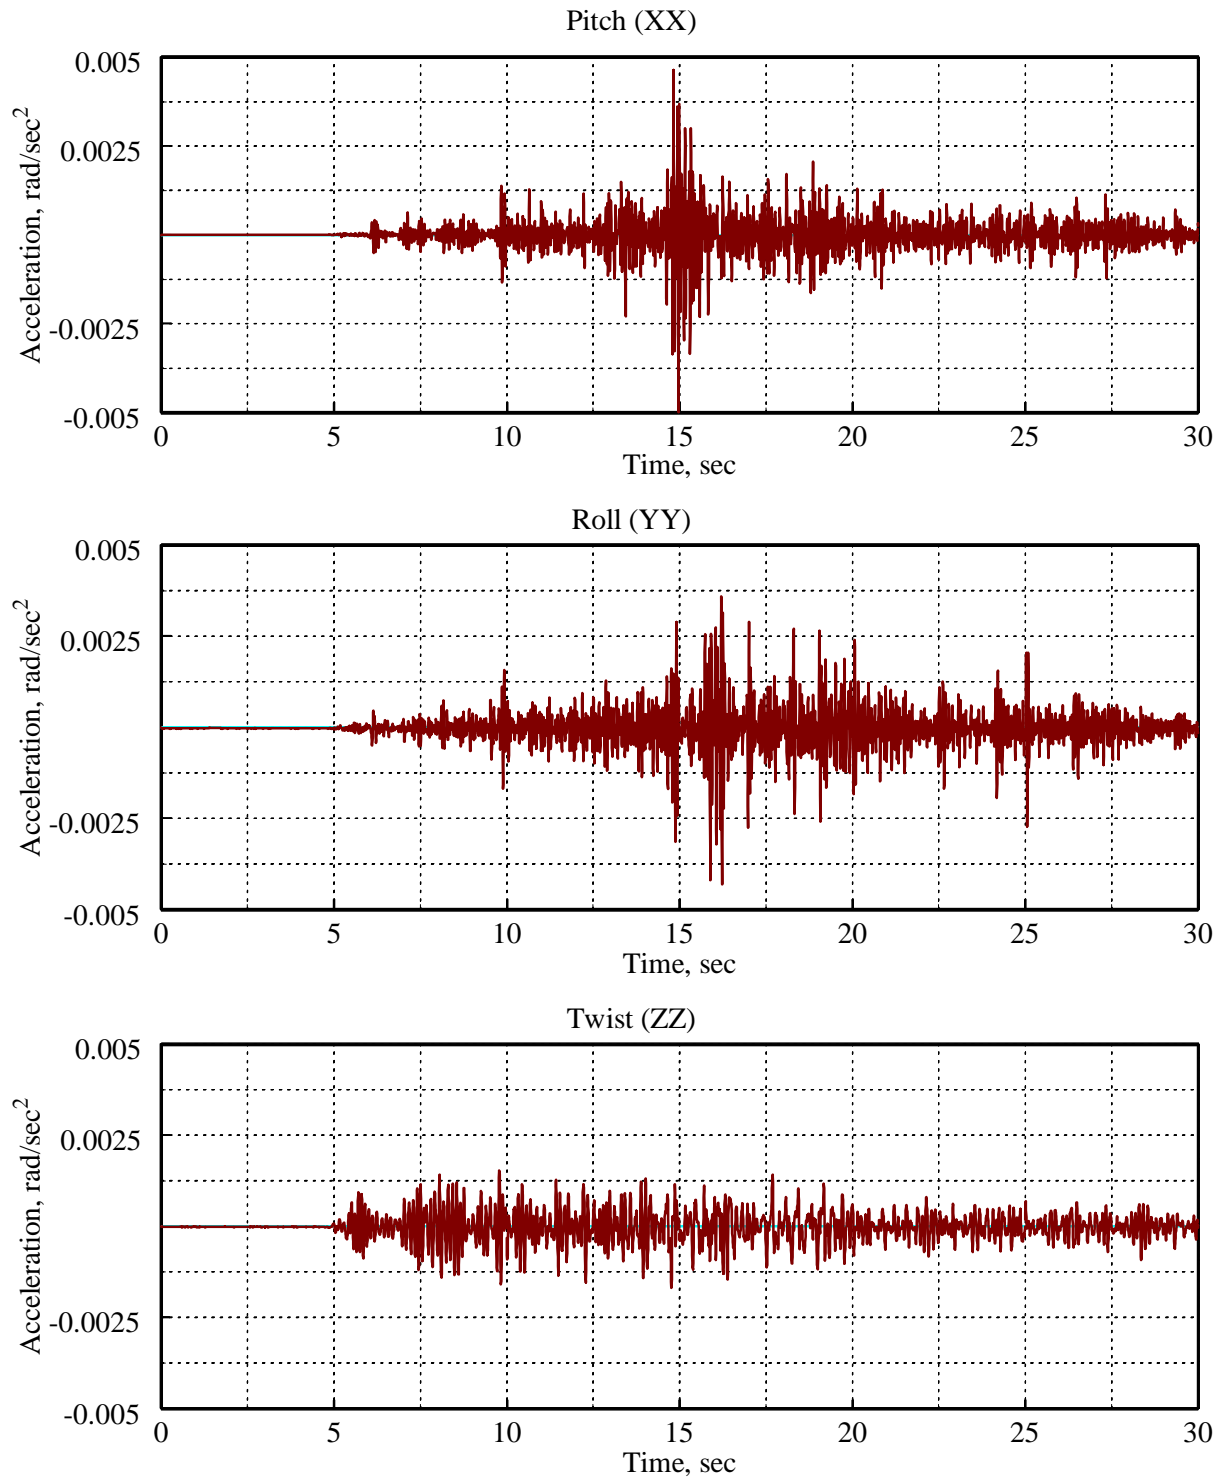 Pitch (XX)
0.005
0.0025
-0.0025
-0.005
Acceleration, rad/sec²
0 5 10 15 20 25 30
Time, sec
Roll (YY)
0.005
0.0025
-0.0025
-0.005
Acceleration, rad/sec²
0 5 10 15 20 25 30
Time, sec
Twist (ZZ)
0.005
0.0025
-0.0025
-0.005
Acceleration, rad/sec²
0 5 10 15 20 25 30
Time, sec